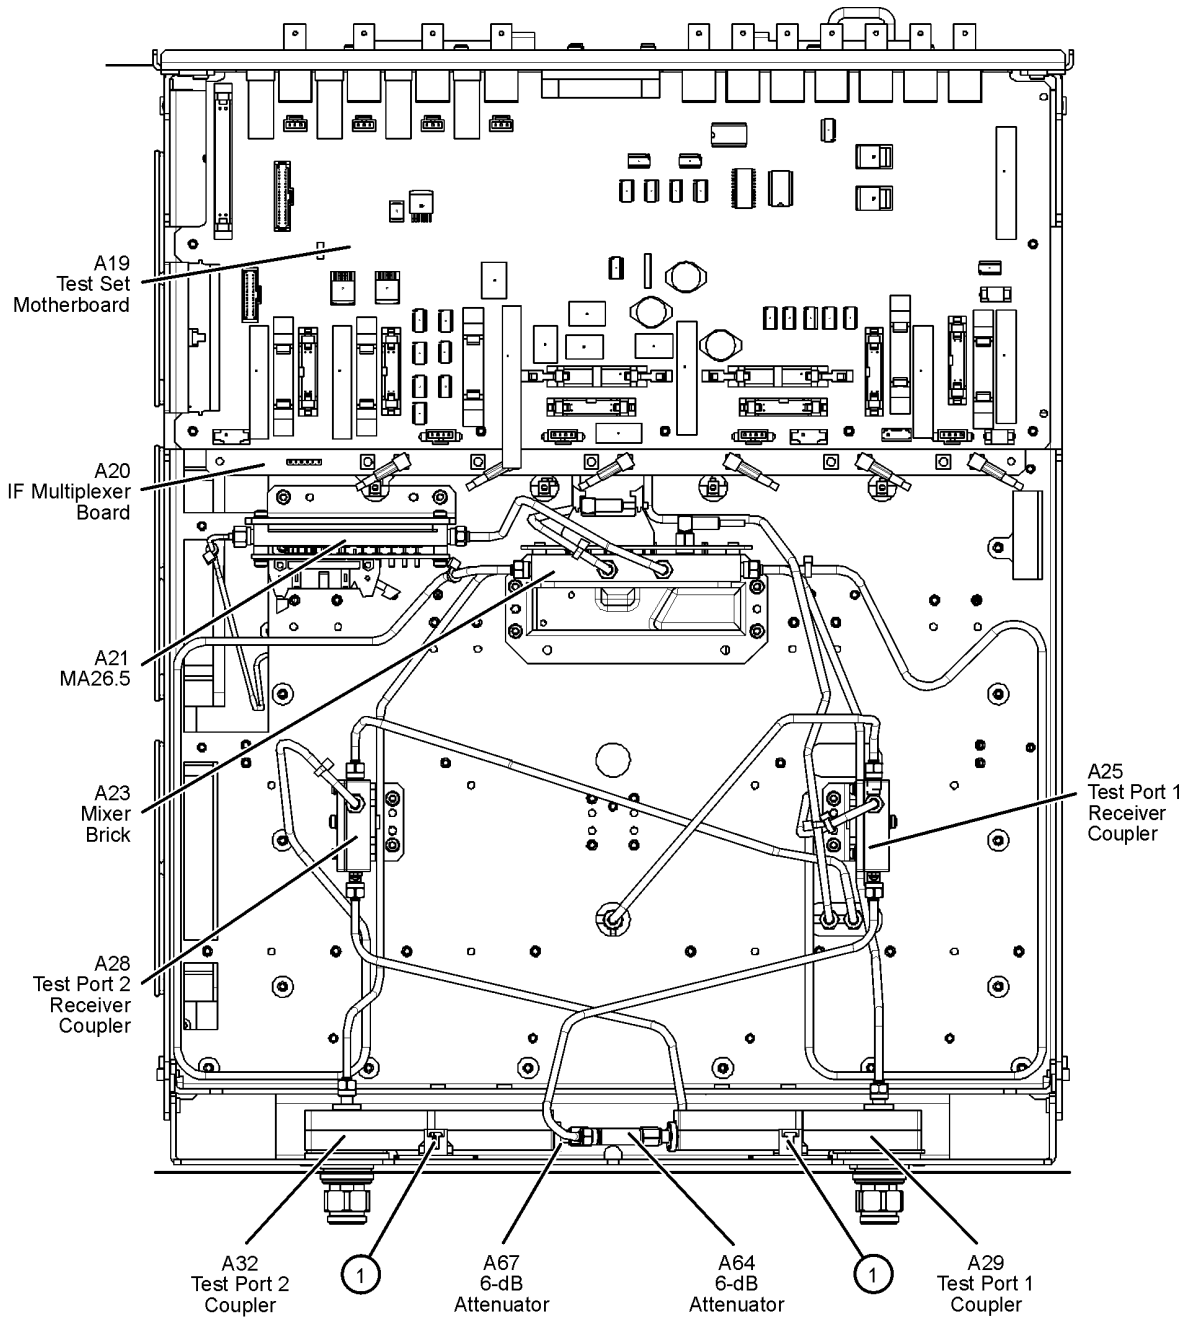 A19
Test Set
Motherboard
A20
IF Multiplexer
Board
A21
MA26.5
A23
Mixer
Brick
A25
Test Port 1
Receiver
Coupler
A28
Test Port 2
Receiver
Coupler
A32
Test Port 2
Coupler
1
A67
6-dB
Attenuator
A64
6-dB
Attenuator
1
A29
Test Port 1
Coupler